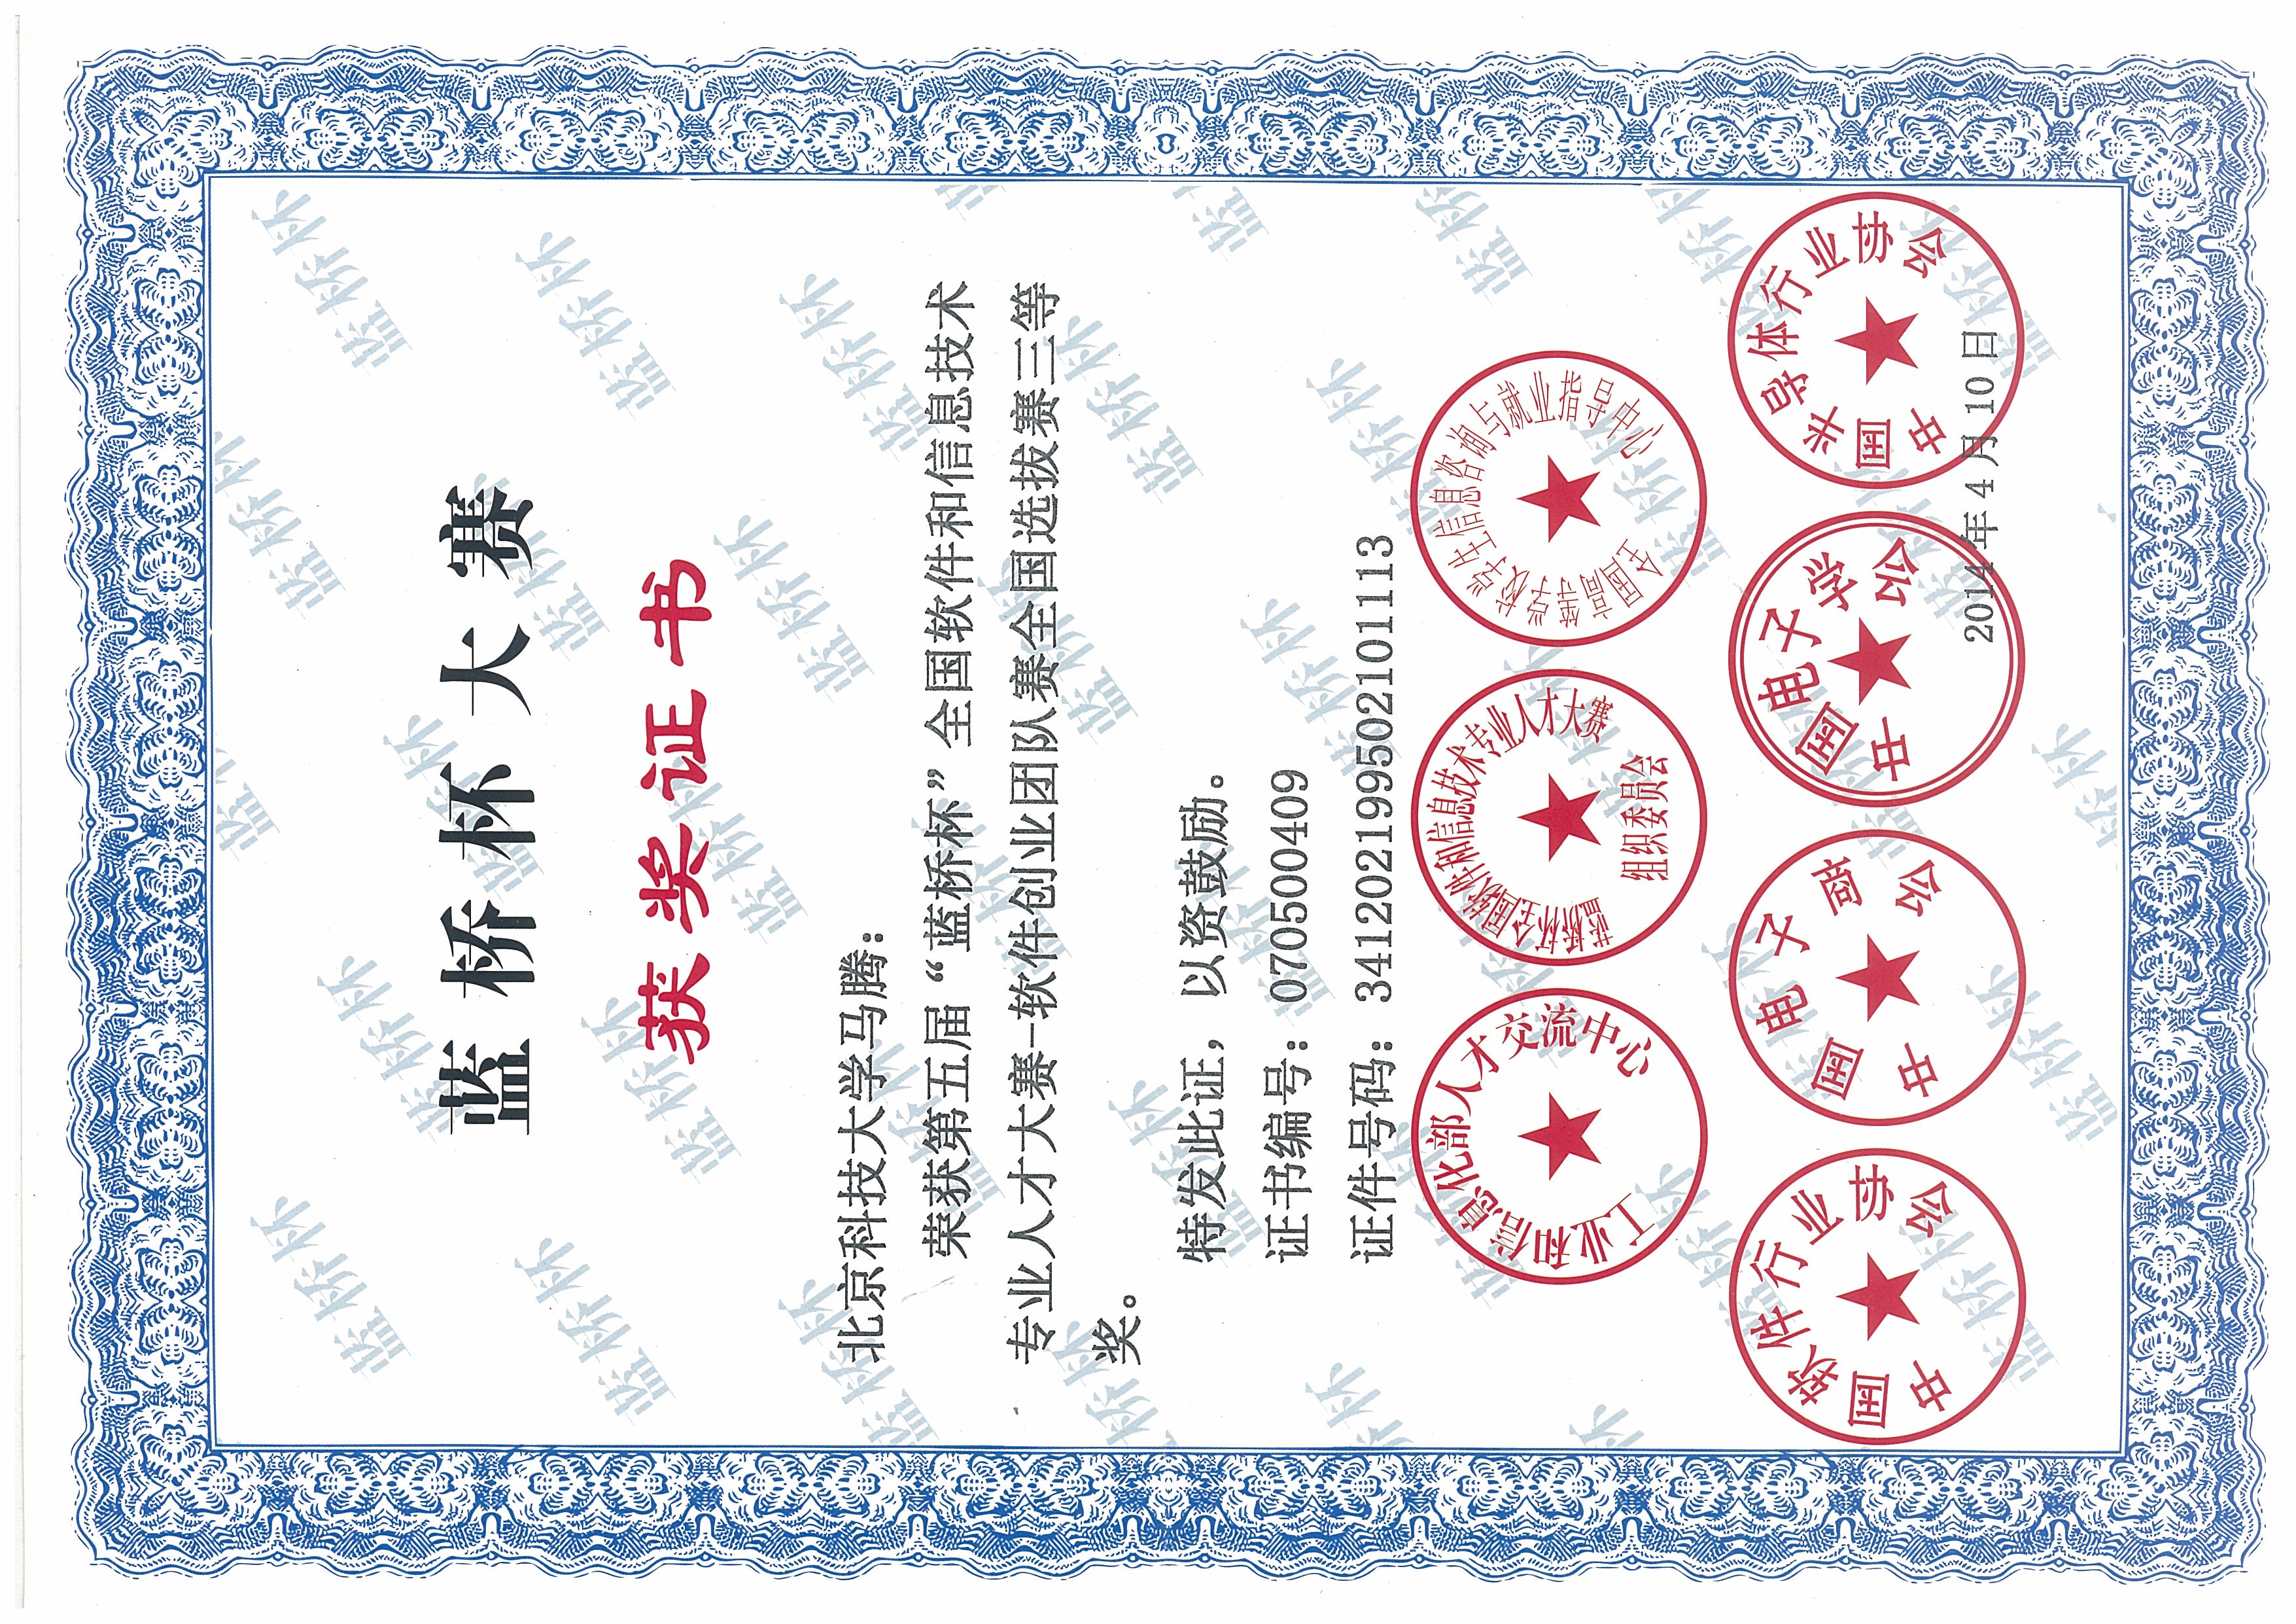 蓝桥杯大赛
获奖证书
北京科技大学马腾：
荣获第五届“蓝桥杯”全国软件和信息技术
专业人才大赛-软件创业团队赛全国选拔赛三等
奖。
特发此证，以资鼓励。
证书编号：070500409
证件号码：341202199502101113
工业和信息化部人才交流中心
蓝桥杯全国软件和信息技术专业人才大赛
组织委员会
全国高等学校学生信息咨询与就业指导中心
中国软件行业协会
中国电子商会
中国电子学会
中国半导体行业协会
2014年4月10日
蓝桥杯